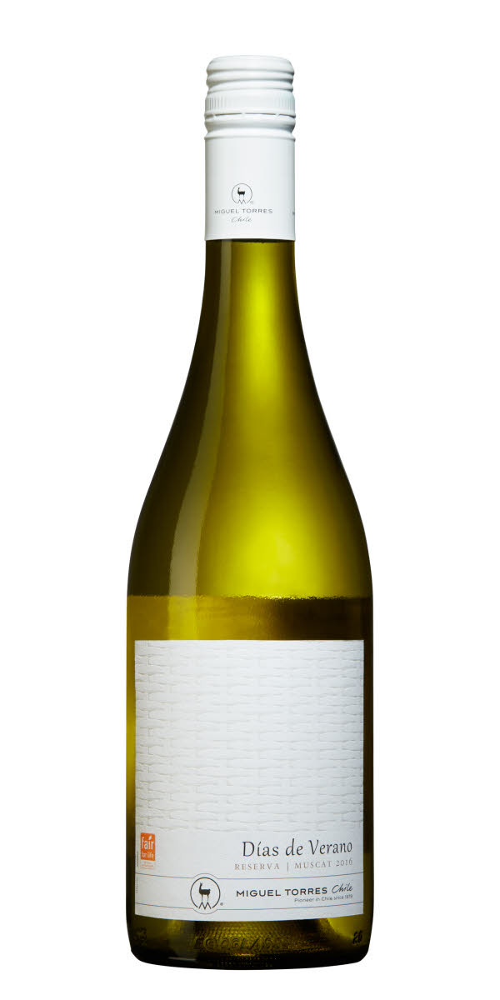 MIGUEL TORRES
Chile
Días de Verano
RESERVA | MUSCAT 2016
fair
for life
MIGUEL TORRES Chile
Pioneer in Chile since 1979
ECOGLASS